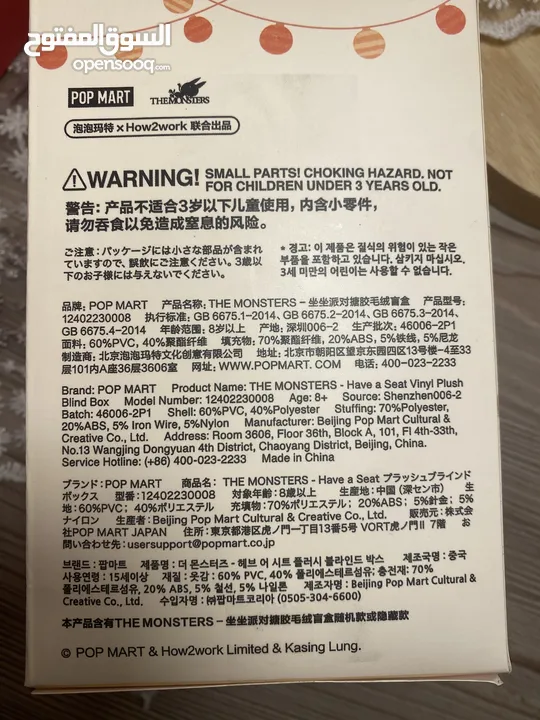 السوق المفتوح
opensooq.com
POP MART THE MONSTERS
泡泡玛特 × How2work 联合出品
WARNING! SMALL PARTS! CHOKING HAZARD. NOT
FOR CHILDREN UNDER 3 YEARS OLD.
警告: 产品不适合3岁以下儿童使用，内含小零件，
请勿吞食以免造成窒息的风险。
ご注意：パッケージには小さな部品が含まれ
ていますので、誤飲にご注意ください。3歳以
下のお子様には与えないでください。
* 경고: 이 제품은 질식의 위험이 있는 작은
부품을 포함하고 있습니다. 삼키지 마십시오.
3세 미만의 어린이는 사용할 수 없습니다.
品牌: POP MART 产品名称: THE MONSTERS - 坐坐派对搪胶毛绒盲盒 产品型号:
12402230008 执行标准: GB 6675.1-2014、GB 6675.2-2014、GB 6675.3-2014、
GB 6675.4-2014 年龄范围: 8岁以上 产地: 深圳006-2 生产批次: 46006-2P1
面料: 60%PVC, 40%聚酯纤维 填充物: 70%聚酯纤维, 20%ABS, 5%铁线, 5%尼龙
制造商: 北京泡泡玛特文化创意有限公司 地址: 北京市朝阳区望京东园四区13号楼-4至33
层101内A座36层3606室 网址: WWW.POPMART.COM 电话: 400-023-2233
Brand: POP MART Product Name: THE MONSTERS - Have a Seat Vinyl Plush
Blind Box Model: 12402230008 Age: 8+ Source: Shenzhen006-2
Batch: 46006-2P1 Shell: 60%PVC, 40%Polyester Stuffing: 70%Polyester,
20%ABS, 5% Iron Wire, 5%Nylon Manufacturer: Beijing Pop Mart Cultural &
Creative Co., Ltd. Address: Room 3606, Floor 36th, Block A, 101, Fl 4th-33th,
No.13 Wangjing Dongyuan 4th District, Chaoyang District, Beijing, China.
Service Hotline: (+86) 400-023-2233 Made in China
ブランド: POP MART 商品名: THE MONSTERS - Have a Seat プラッシュブラインド
ボックス 型番: 12402230008 対象年齢: 8歳以上 生産地: 中国 (深セン市) 生
地: 60%PVC; 40%ポリエステル 充填物: 70%ポリエステル; 20%ABS; 5%針金; 5%
ナイロン 生産者: Beijing Pop Mart Cultural & Creative Co., Ltd. 販売元: 株式会
社POP MART JAPAN 住所: 東京都港区虎ノ門一丁目13番5号 VORT虎ノ門II 7階 お
問い合わせ先: usersupport@popmart.co.jp
브랜드: 팝마트 제품명: 더 몬스터즈 - 헤브 어 시트 플러시 블라인드 박스 제조국명: 중국
사용연령: 15세이상 재질: 옷감: 60% PVC, 40% 폴리에스테르섬유; 충전재: 70%
폴리에스테르섬유, 20% ABS, 5% 철선, 5% 나일론 제조자명: Beijing Pop Mart Cultural &
Creative Co., Ltd. 수입자명: ㈜팝마트코리아 (0505-304-6600)
本产品含有THE MONSTERS - 坐坐派对搪胶毛绒盲盒随机款或隐藏款
© POP MART & How2work Limited & Kasing Lung.